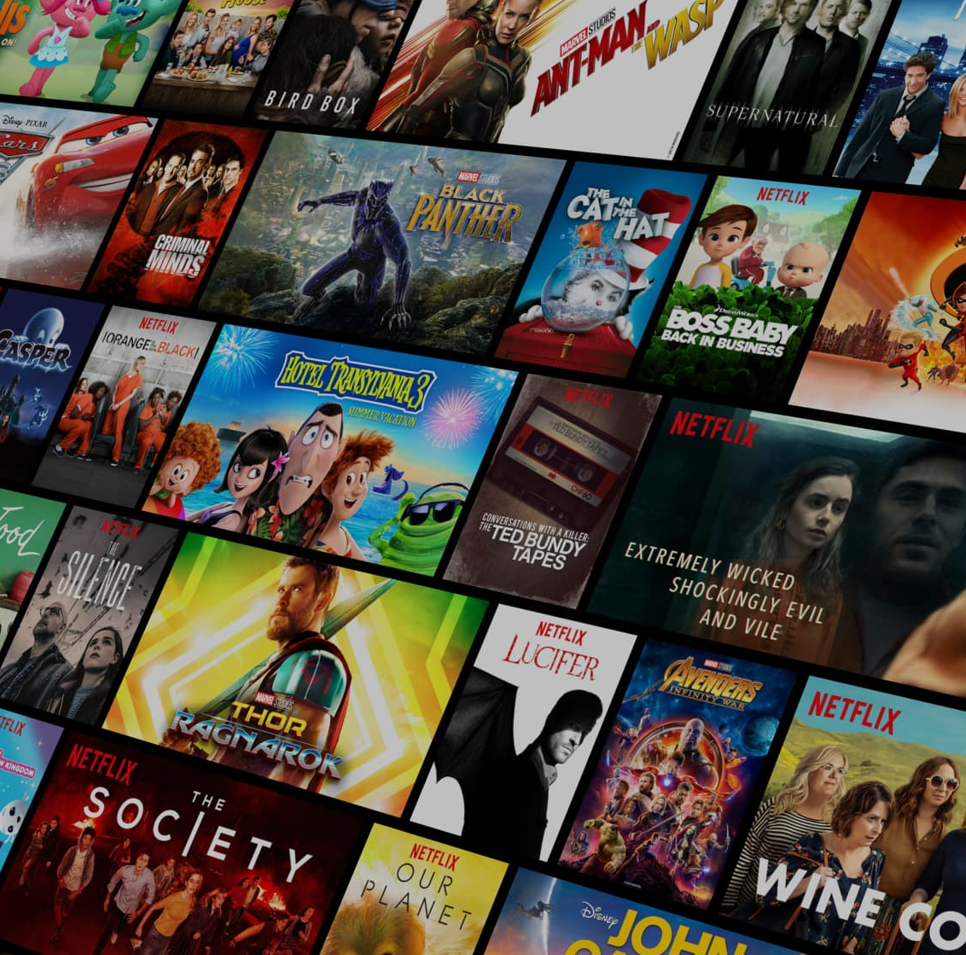 ON!
HOUSE
BIRD BOX
MARVEL STUDIOS
ANT-MAN
AND
THE
WASP
SUPERNATURAL
DISNEY·PIXAR
Cars
CRIMINAL
MINDS
MARVEL STUDIOS
BLACK
PANTHER
THE
CAT IN
THE
HAT
NETFLIX
DreamWorks
BOSS BABY
BACK IN BUSINESS
CASPER
NETFLIX
ORANGE IS THE NEW BLACK
HOTEL TRANSYLVANIA 3
SUMMER VACATION
NETFLIX
CONVERSATIONS WITH A KILLER:
THE TED BUNDY
TAPES
NETFLIX
EXTREMELY WICKED
SHOCKINGLY EVIL
AND VILE
food
NETFLIX
THE
SILENCE
MARVEL STUDIOS
THOR
RAGNAROK
NETFLIX
LUCIFER
MARVEL STUDIOS
AVENGERS
INFINITY WAR
NETFLIX
WINE CO
NETFLIX
KINGDOM
NETFLIX
THE
SOCIETY
NETFLIX
OUR
PLANET
Disney
JOHN